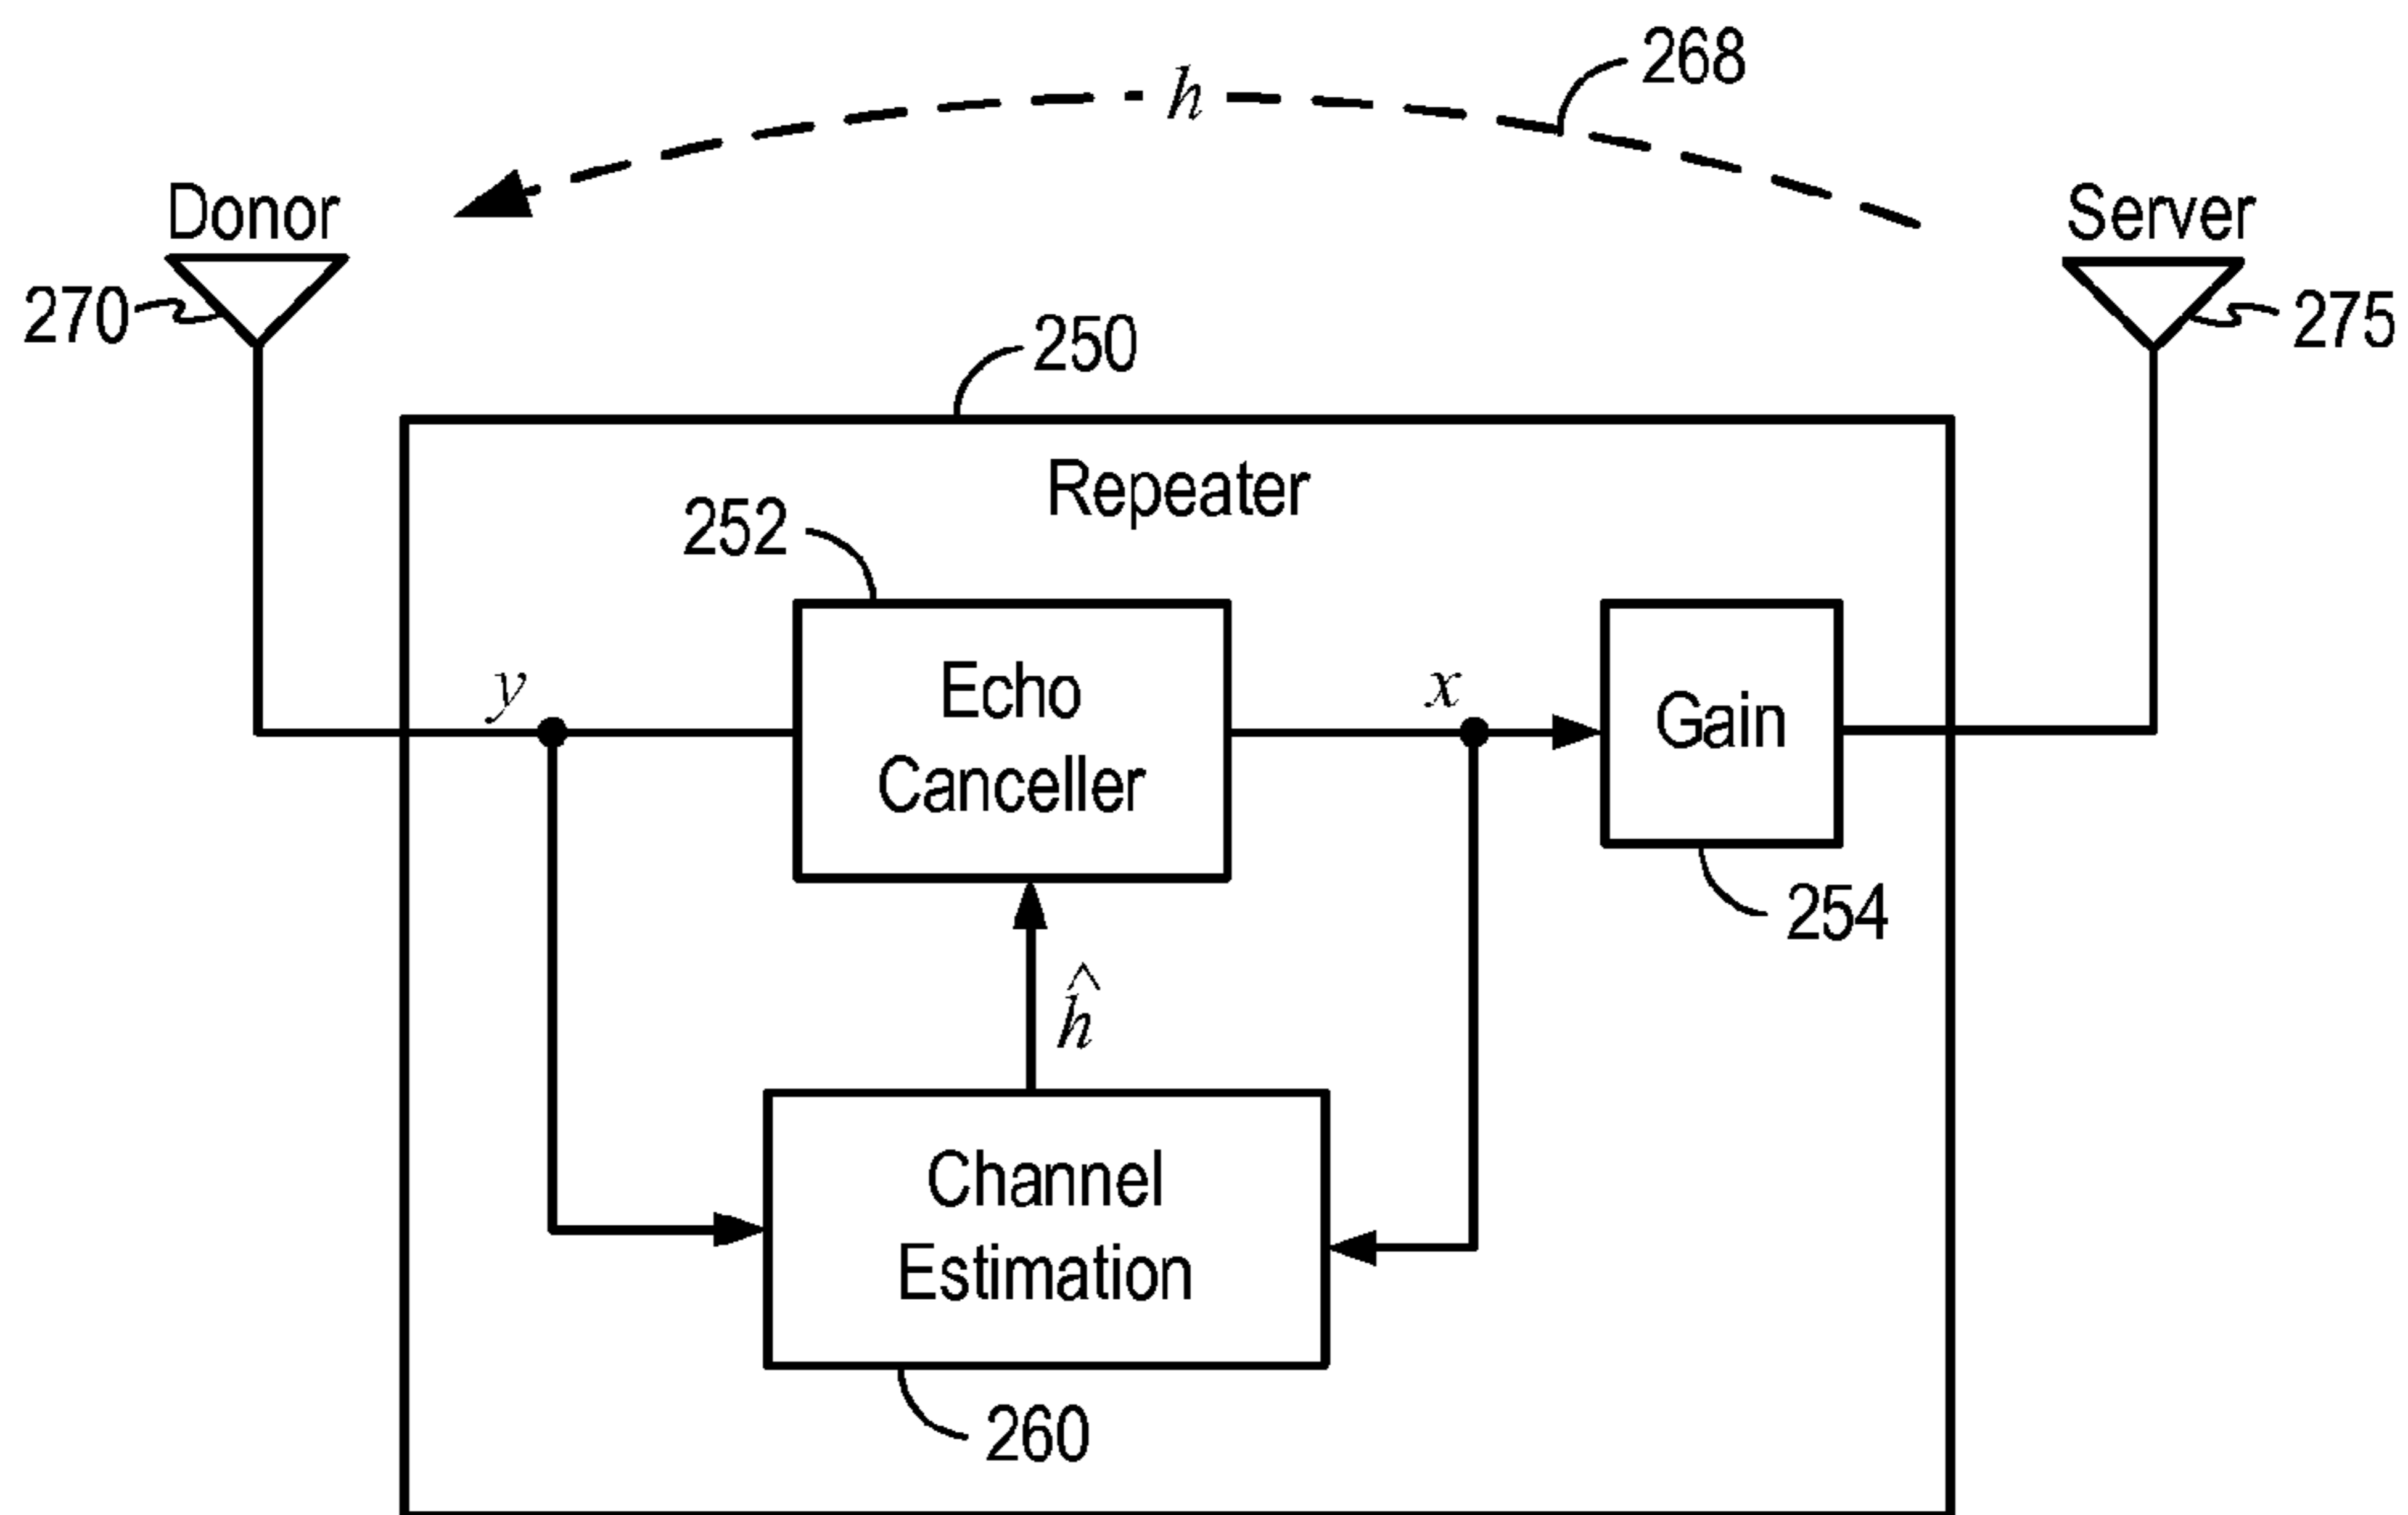 268
h
Donor
Server
270
275
250
Repeater
252
y
Echo
Canceller
x
Gain
254
ĥ
Channel
Estimation
260